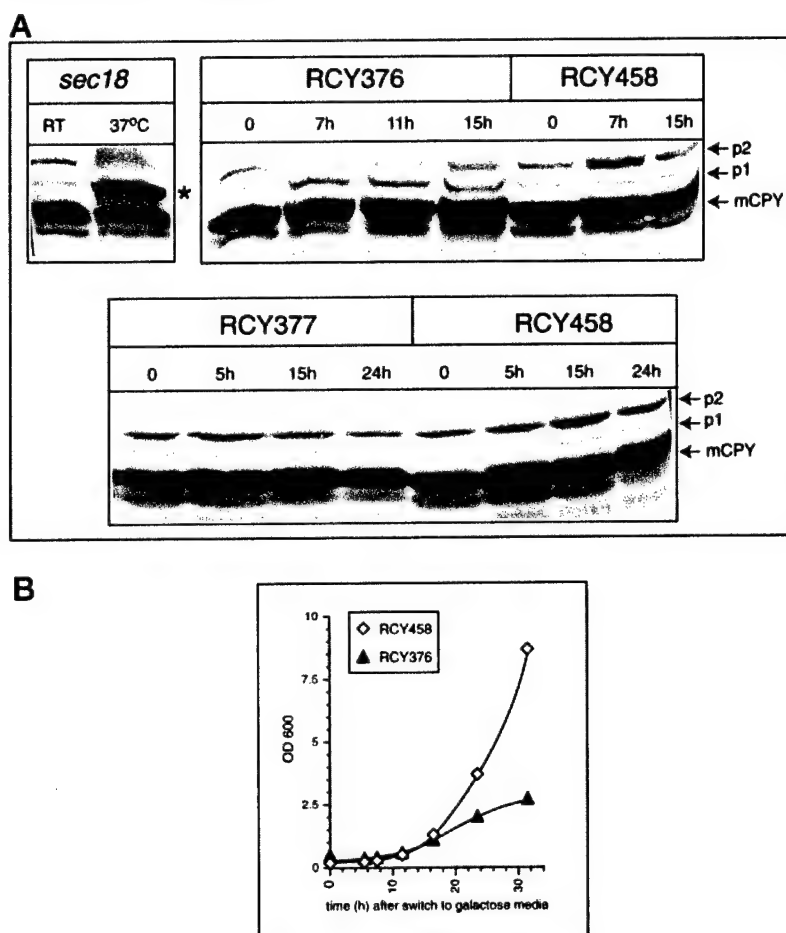 A
sec18
RCY376 RCY458
RT 37°C 0 7h 11h 15h 0 7h 15h
p2
p1
*
mCPY
RCY377 RCY458
0 5h 15h 24h 0 5h 15h 24h
p2
p1
mCPY
B
10
7.5
5
2.5
0
OD 600
RCY458
RCY376
0 10 20 30
time (h) after switch to galactose media